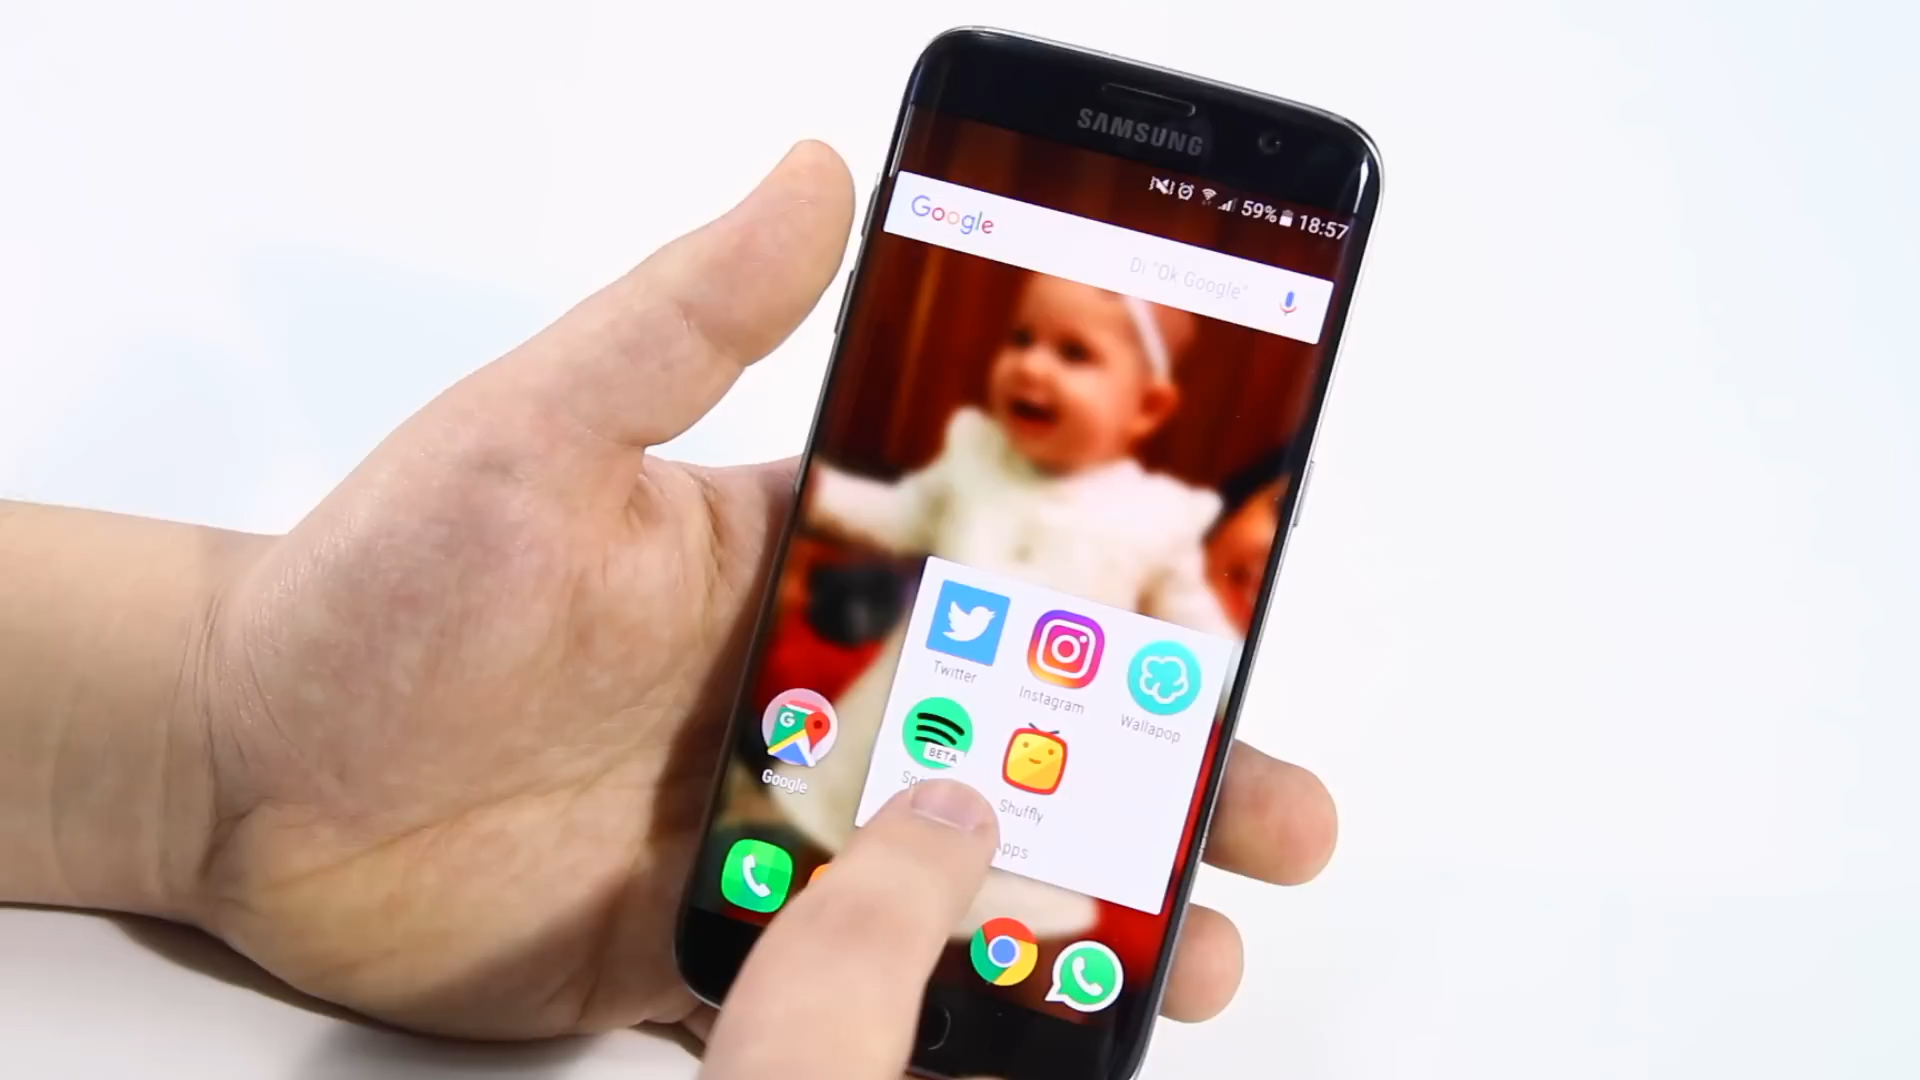 SAMSUNG
59% 18:57
Google
Di "Ok Google"
Twitter
Instagram
Wallapop
BETA
Shuffly
Google